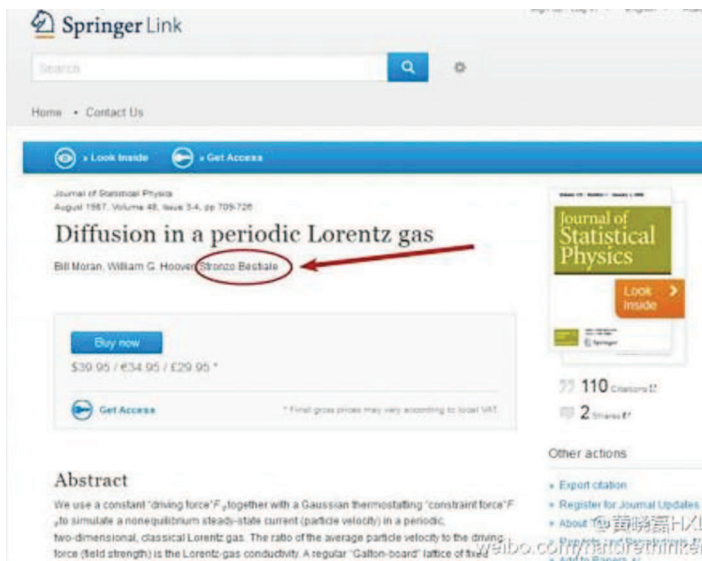 Springer Link
Search
Home • Contact Us
» Look Inside » Get Access
Journal of Statistical Physics
August 1987, Volume 48, Issue 3-4, pp 709-726
Diffusion in a periodic Lorentz gas
Bill Moran, William G. Hoover, Stronzo Bestiale
Buy now
$39.95 / €34.95 / £29.95 *
Get Access
* Final gross prices may vary according to local VAT.
Abstract
We use a constant "driving force" F together with a Gaussian thermostatting "constraint force" F
to simulate a nonequilibrium steady-state current (particle velocity) in a periodic,
two-dimensional, classical Lorentz gas. The ratio of the average particle velocity to the driving
force (field strength) is the Lorentz-gas conductivity. A regular "Galton-board" lattice of fixed
Journal of
Statistical
Physics
Look
Inside
Springer
110 Citations
2 Shares
Other actions
» Export citation
» Register for Journal Updates
» About
» Add to Papers
@黄晓磊HXL
weibo.com/naturethinker